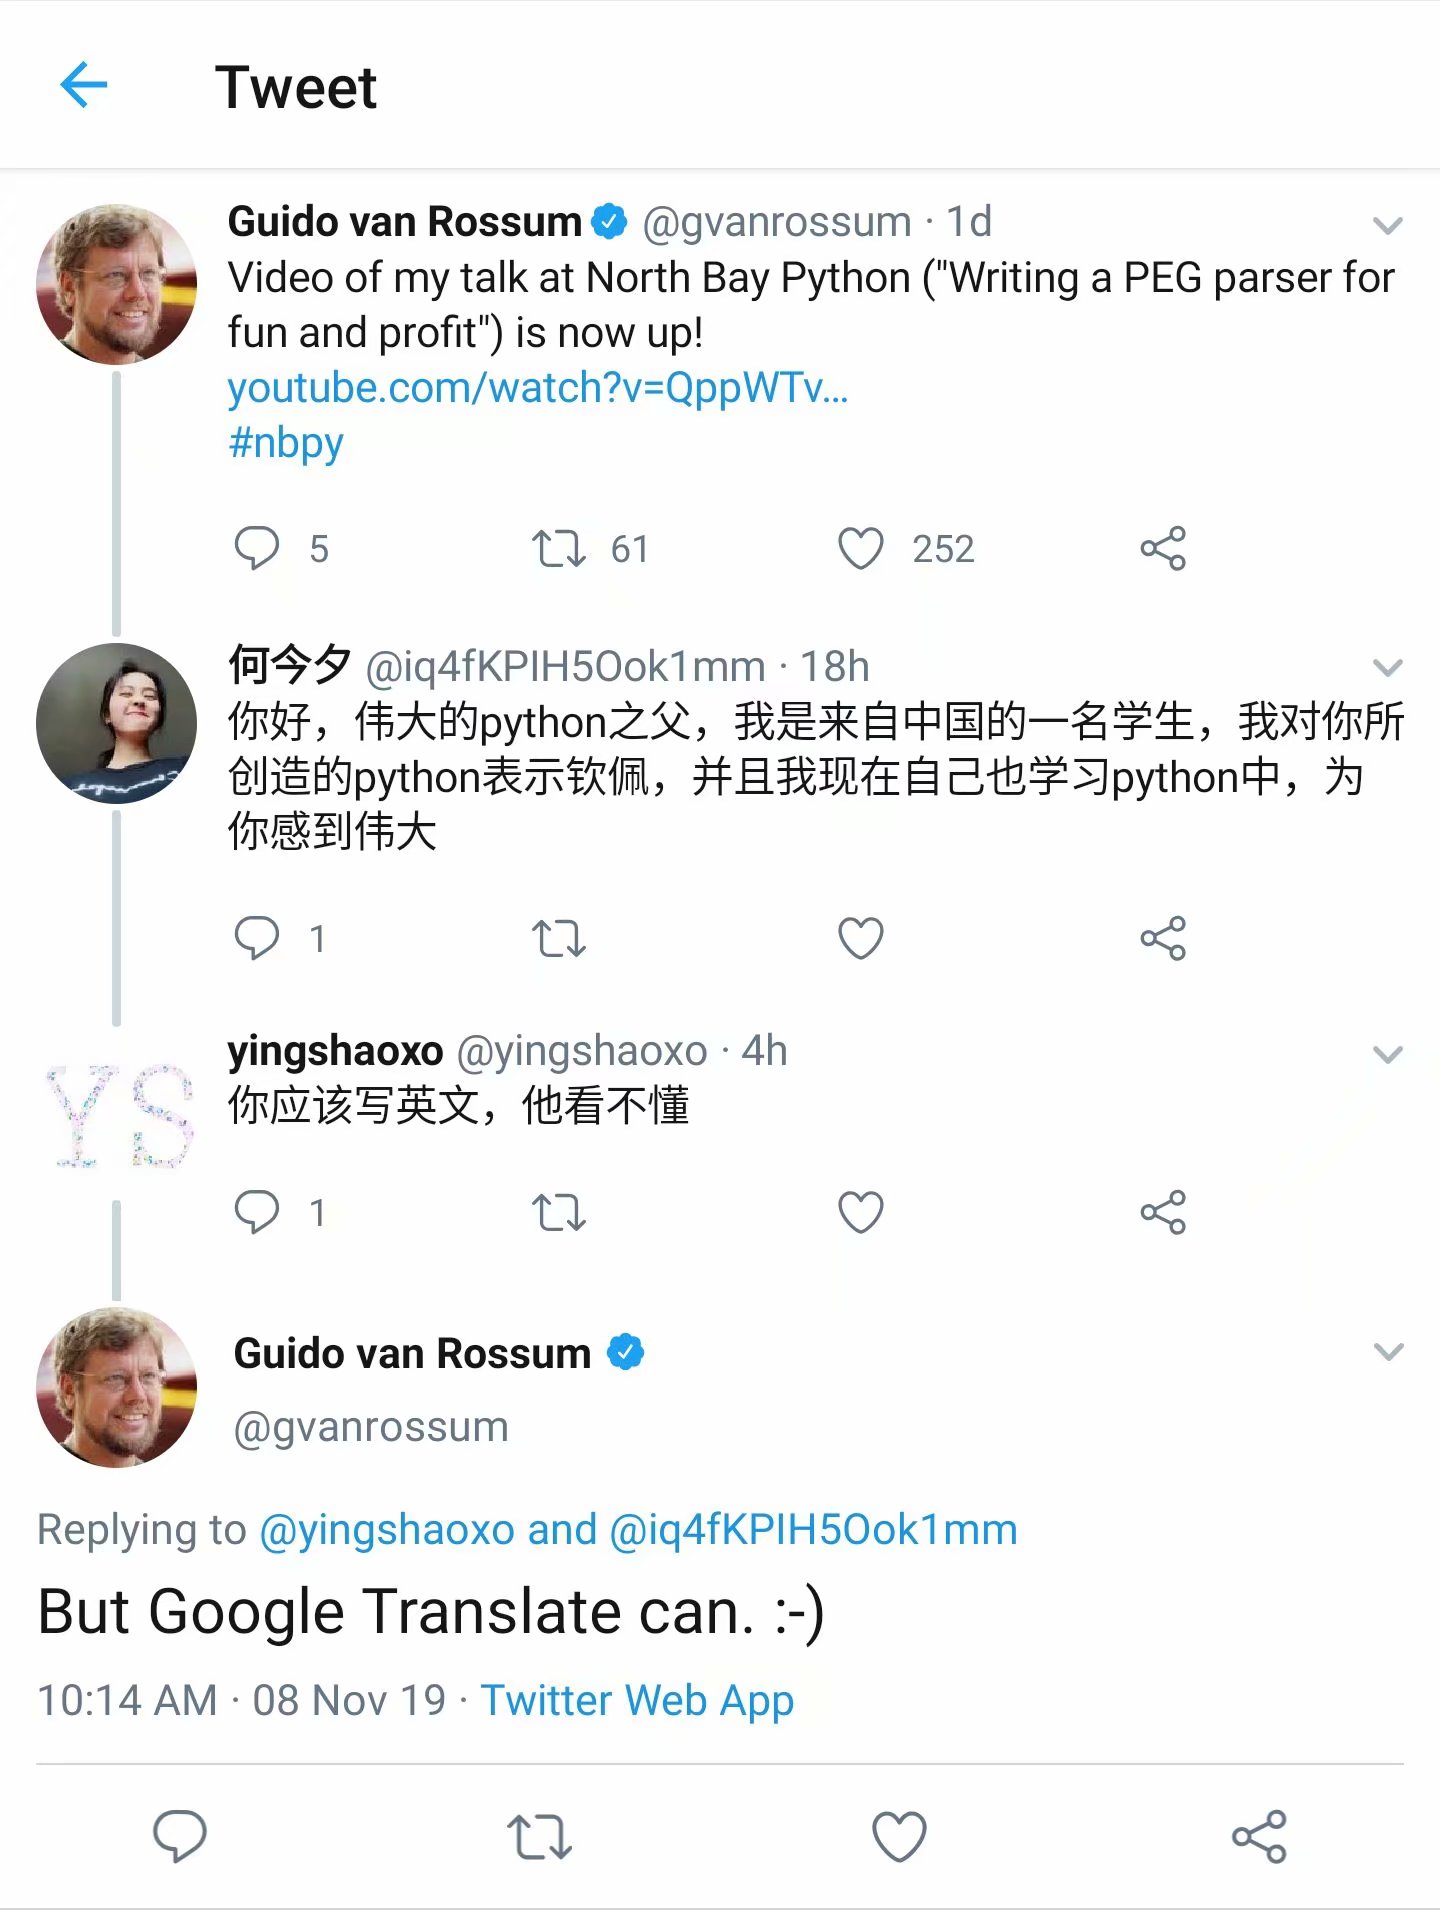 Tweet
Guido van Rossum @gvanrossum · 1d
Video of my talk at North Bay Python ("Writing a PEG parser for
fun and profit") is now up!
youtube.com/watch?v=QppWTv…
#nbpy
5 61 252
何今夕 @iq4fKPIH5Ook1mm · 18h
你好，伟大的python之父，我是来自中国的一名学生，我对你所
创造的python表示钦佩，并且我现在自己也学习python中，为
你感到伟大
1
YS
yingshaoxo @yingshaoxo · 4h
你应该写英文，他看不懂
1
Guido van Rossum
@gvanrossum
Replying to @yingshaoxo and @iq4fKPIH5Ook1mm
But Google Translate can. :-)
10:14 AM · 08 Nov 19 · Twitter Web App